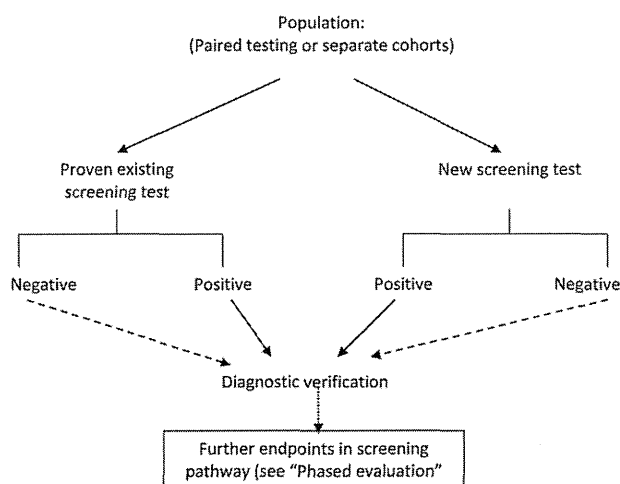 Population:
(Paired testing or separate cohorts)
Proven existing
screening test
New screening test
Negative
Positive
Positive
Negative
Diagnostic verification
Further endpoints in screening
pathway (see “Phased evaluation”